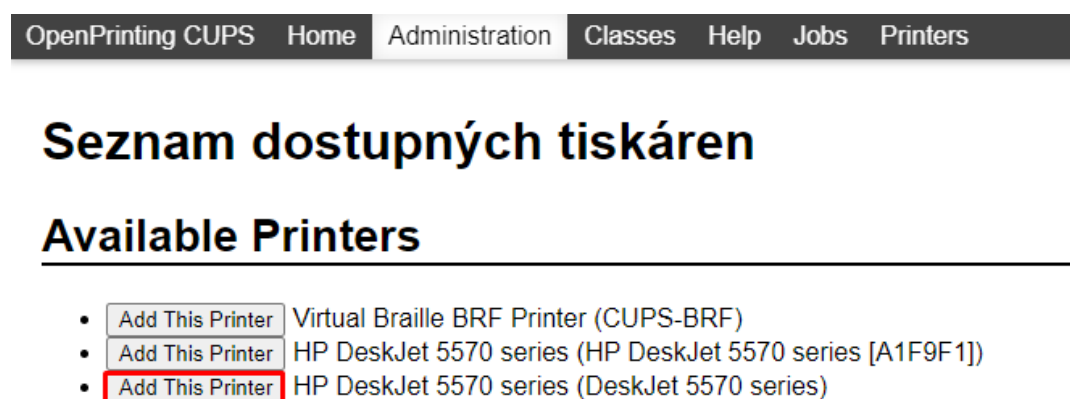 OpenPrinting CUPS Home Administration Classes Help Jobs Printers
Seznam dostupných tiskáren
Available Printers
Add This Printer Virtual Braille BRF Printer (CUPS-BRF)
Add This Printer HP DeskJet 5570 series (HP DeskJet 5570 series [A1F9F1])
Add This Printer HP DeskJet 5570 series (DeskJet 5570 series)